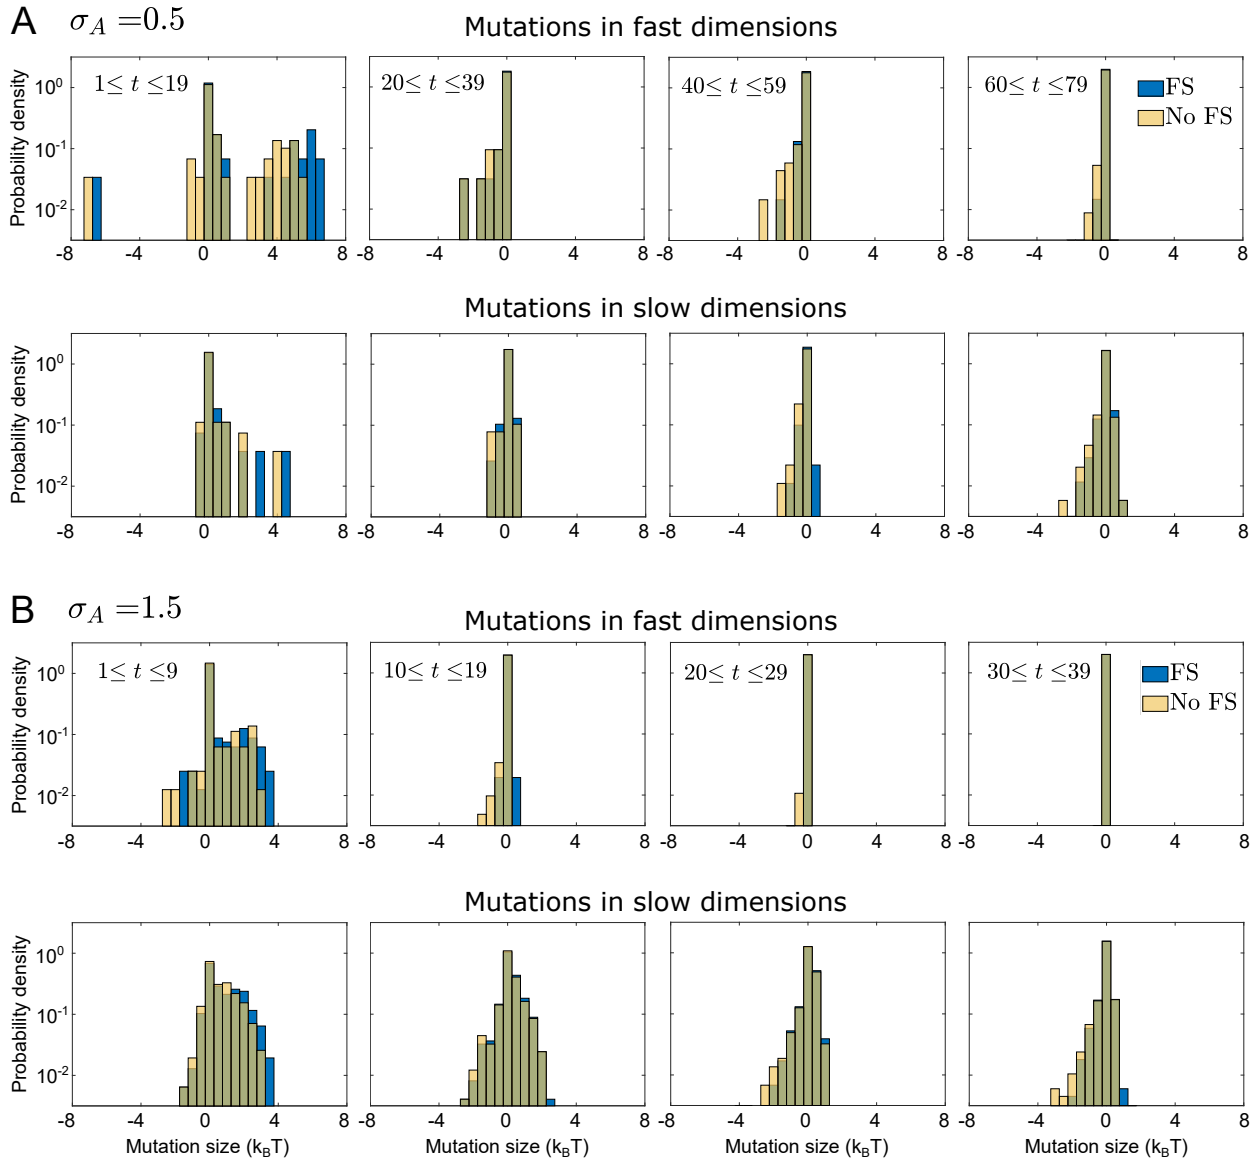 A σ_A =0.5
Mutations in fast dimensions
Probability density
10^0
10^-1
10^-2
1≤ t ≤19
20≤ t ≤39
40≤ t ≤59
60≤ t ≤79
FS
No FS
-8 -4 0 4 8 -8 -4 0 4 8 -8 -4 0 4 8 -8 -4 0 4 8
Mutations in slow dimensions
Probability density
10^0
10^-1
10^-2
-8 -4 0 4 8 -8 -4 0 4 8 -8 -4 0 4 8 -8 -4 0 4 8
B σ_A =1.5
Mutations in fast dimensions
Probability density
10^0
10^-1
10^-2
1≤ t ≤9
10≤ t ≤19
20≤ t ≤29
30≤ t ≤39
FS
No FS
-8 -4 0 4 8 -8 -4 0 4 8 -8 -4 0 4 8 -8 -4 0 4 8
Mutations in slow dimensions
Probability density
10^0
10^-1
10^-2
-8 -4 0 4 8 -8 -4 0 4 8 -8 -4 0 4 8 -8 -4 0 4 8
Mutation size (k_BT) Mutation size (k_BT) Mutation size (k_BT) Mutation size (k_BT)